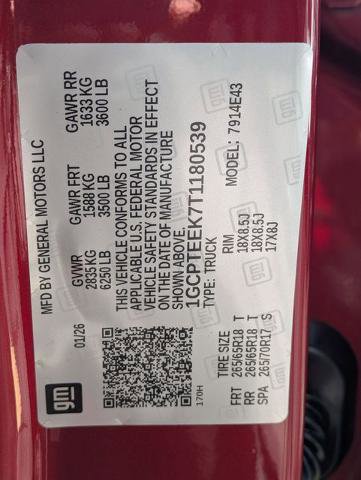 MFD BY GENERAL MOTORS LLC
01/26
GVWR GAWR FRT GAWR RR
2835 KG 1588 KG 1633 KG
6250 LB 3500 LB 3600 LB
THIS VEHICLE CONFORMS TO ALL
APPLICABLE U.S. FEDERAL MOTOR
VEHICLE SAFETY STANDARDS IN EFFECT
ON THE DATE OF MANUFACTURE
SHOWN ABOVE.
1GCPTEEK7T1180539
TYPE: TRUCK MODEL: 7 914E43
gm
170H
TIRE SIZE RIM
FRT 265/65R18 T 18X8.5J
RR 265/65R18 T 18X8.5J
SPA 265/70R17 S 17X8J